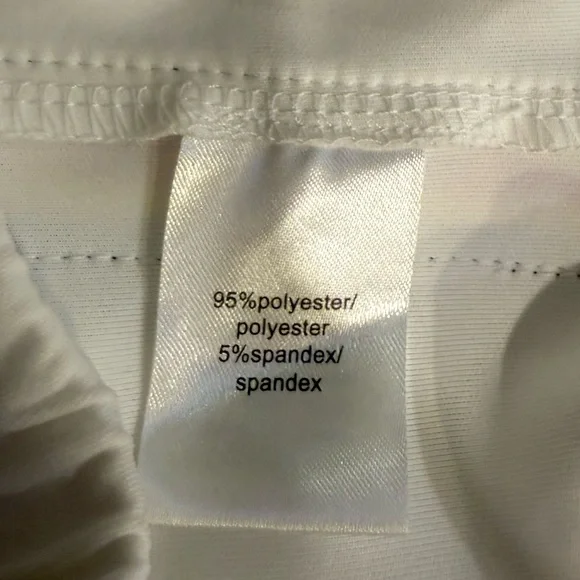 95%polyester/
polyester
5%spandex/
spandex